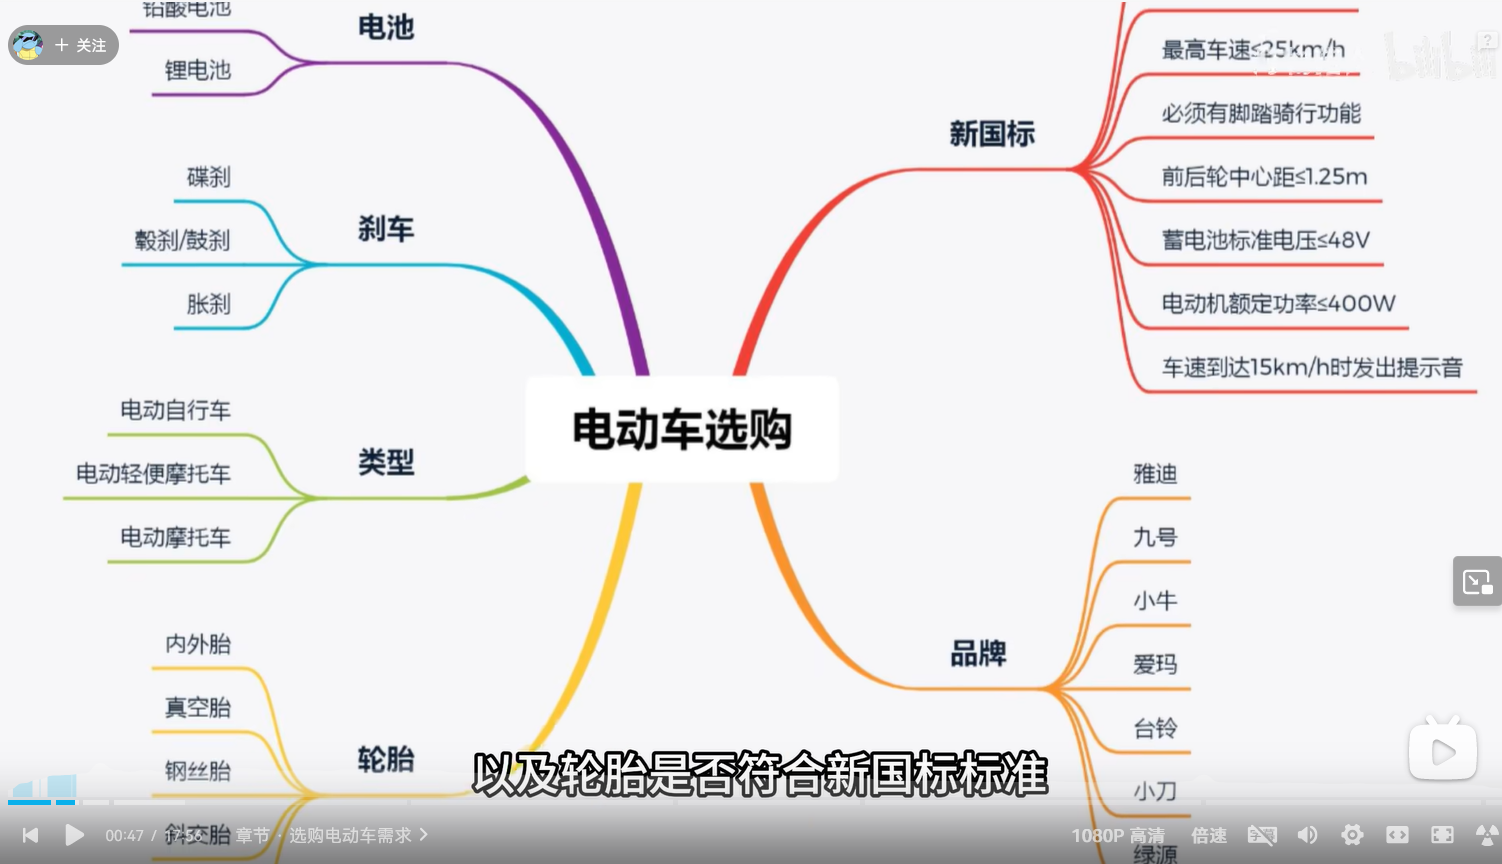 铅酸电池
电池
锂电池
关注
碟刹
刹车
毂刹/鼓刹
胀刹
电动自行车
类型
电动轻便摩托车
电动摩托车
内外胎
真空胎
轮胎
钢丝胎
斜交胎
电动车选购
新国标
最高车速≤25km/h
必须有脚踏骑行功能
前后轮中心距≤1.25m
蓄电池标准电压≤48V
电动机额定功率≤400W
车速到达15km/h时发出提示音
品牌
雅迪
九号
小牛
爱玛
台铃
小刀
绿源
bilibili
?
以及轮胎是否符合新国标标准
00:47 / 17:56
章节 · 选购电动车需求
1080P 高清
倍速
字幕